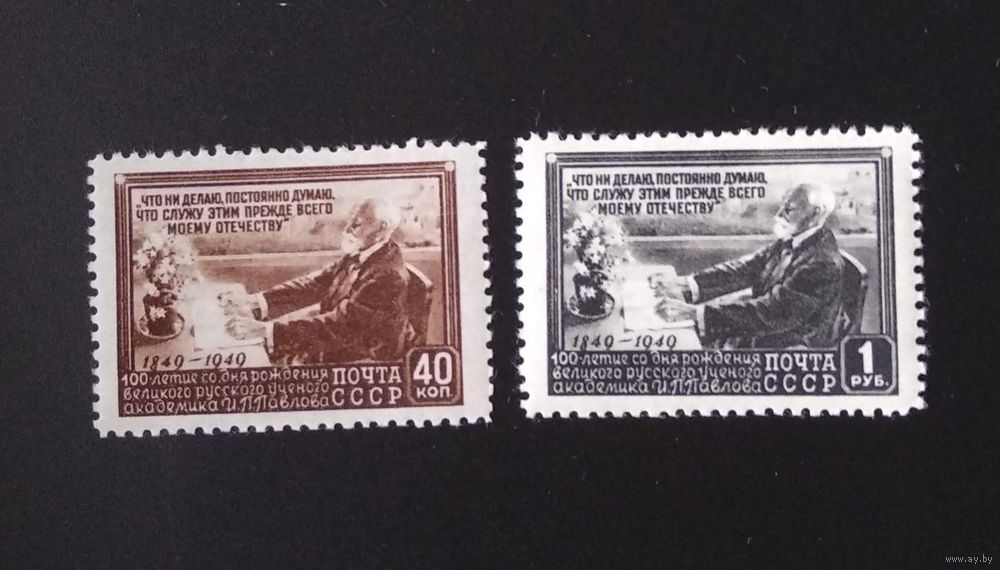 „ЧТО НИ ДЕЛАЮ, ПОСТОЯННО ДУМАЮ,
ЧТО СЛУЖУ ЭТИМ ПРЕЖДЕ ВСЕГО
МОЕМУ ОТЕЧЕСТВУ"
1849-1949
100-летие со дня рождения
великого русского ученого
академика И.П.Павлова
ПОЧТА
СССР
40
КОП.
„ЧТО НИ ДЕЛАЮ, ПОСТОЯННО ДУМАЮ,
ЧТО СЛУЖУ ЭТИМ ПРЕЖДЕ ВСЕГО
МОЕМУ ОТЕЧЕСТВУ"
1849-1949
100-летие со дня рождения
великого русского ученого
академика И.П.Павлова
ПОЧТА
СССР
1
РУБ.
www.ay.by